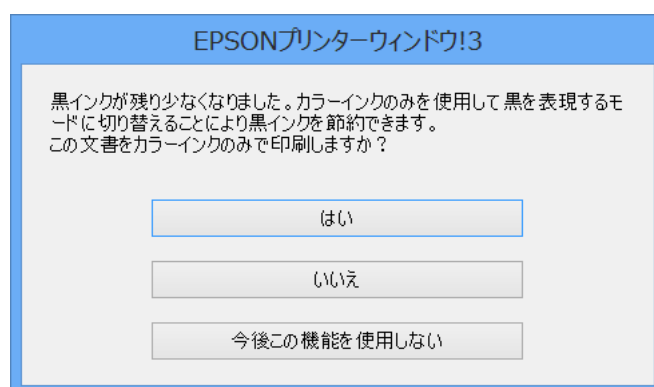 EPSONプリンターウィンドウ!3
黒インクが残り少なくなりました。カラーインクのみを使用して黒を表現するモ
ードに切り替えることにより黒インクを節約できます。
この文書をカラーインクのみで印刷しますか？
はい
いいえ
今後この機能を使用しない